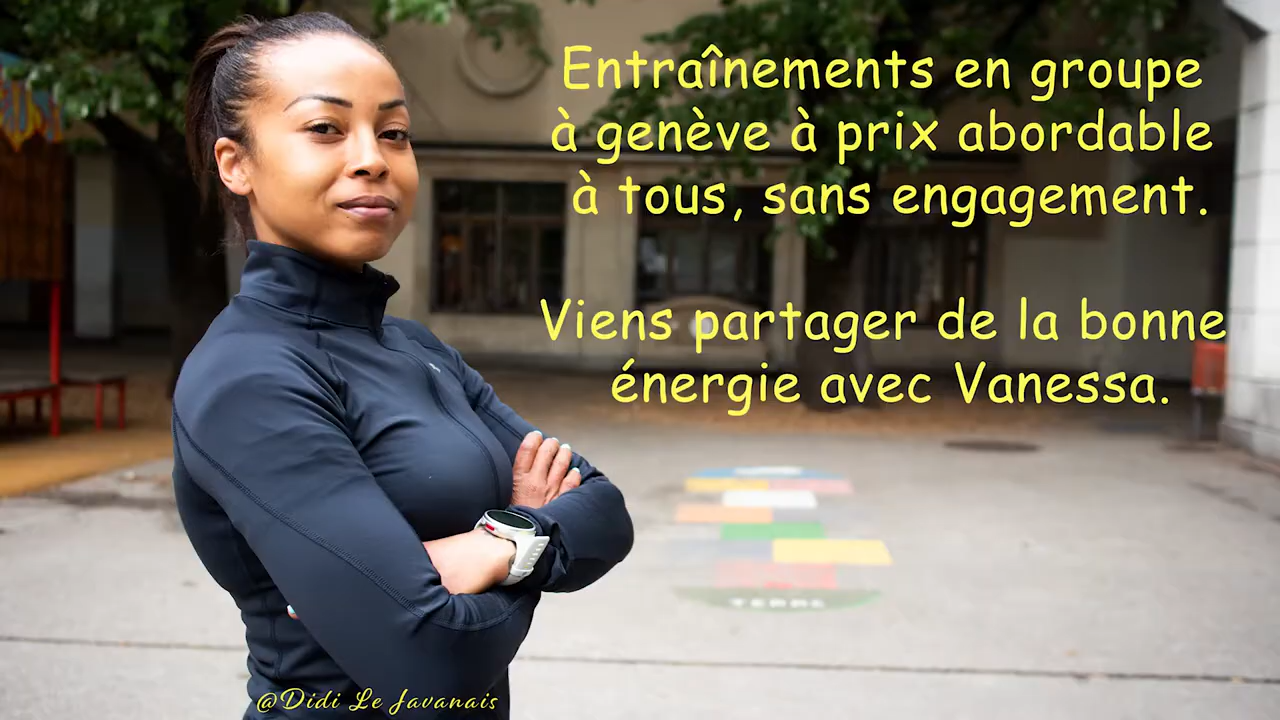 Entraînements en groupe
à genève à prix abordable
à tous, sans engagement.
Viens partager de la bonne
énergie avec Vanessa.
TERRE
@Didi Le Javanais